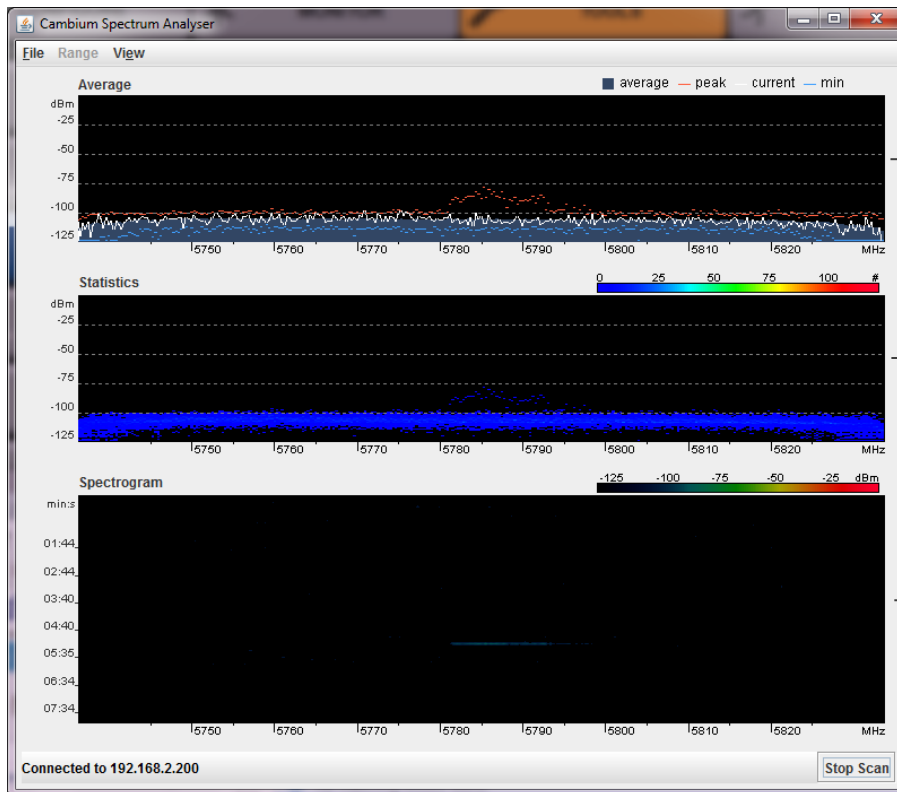 MONITOR TOOLS
Cambium Spectrum Analyser
File Range View
Average
average peak current min
dBm
-25
-50
-75
-100
-125
5750 5760 5770 5780 5790 5800 5810 5820 MHz
Statistics
0 25 50 75 100 #
dBm
-25
-50
-75
-100
-125
5750 5760 5770 5780 5790 5800 5810 5820 MHz
Spectrogram
-125 -100 -75 -50 -25 dBm
min:s
01:44
02:44
03:40
04:40
05:35
06:34
07:34
5750 5760 5770 5780 5790 5800 5810 5820 MHz
Connected to 192.168.2.200 Stop Scan